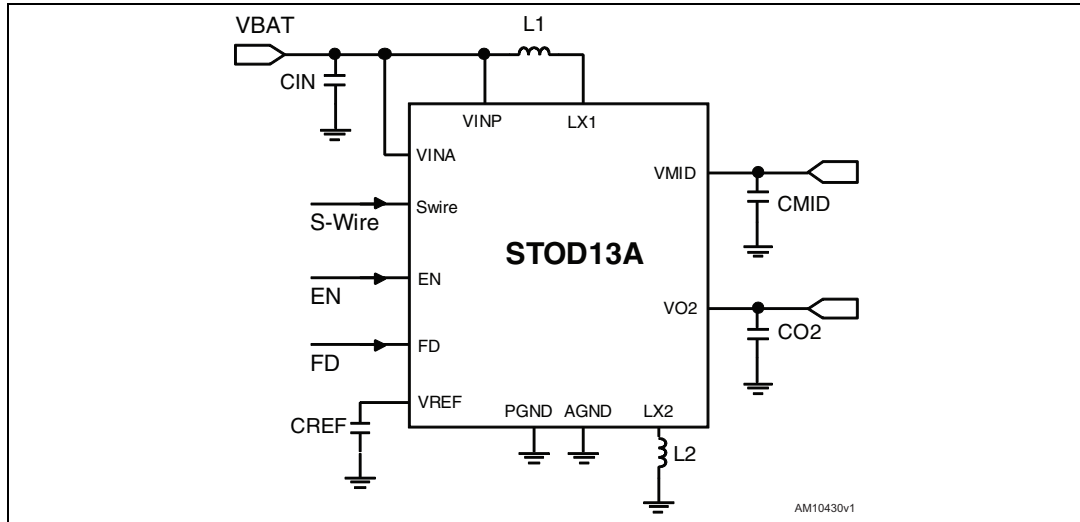 L1
VBAT
CIN
VINP LX1
VINA
VMID
CMID
Swire
S-Wire
STOD13A
EN
EN
VO2
CO2
FD
FD
VREF
CREF
PGND AGND LX2
L2
AM10430v1